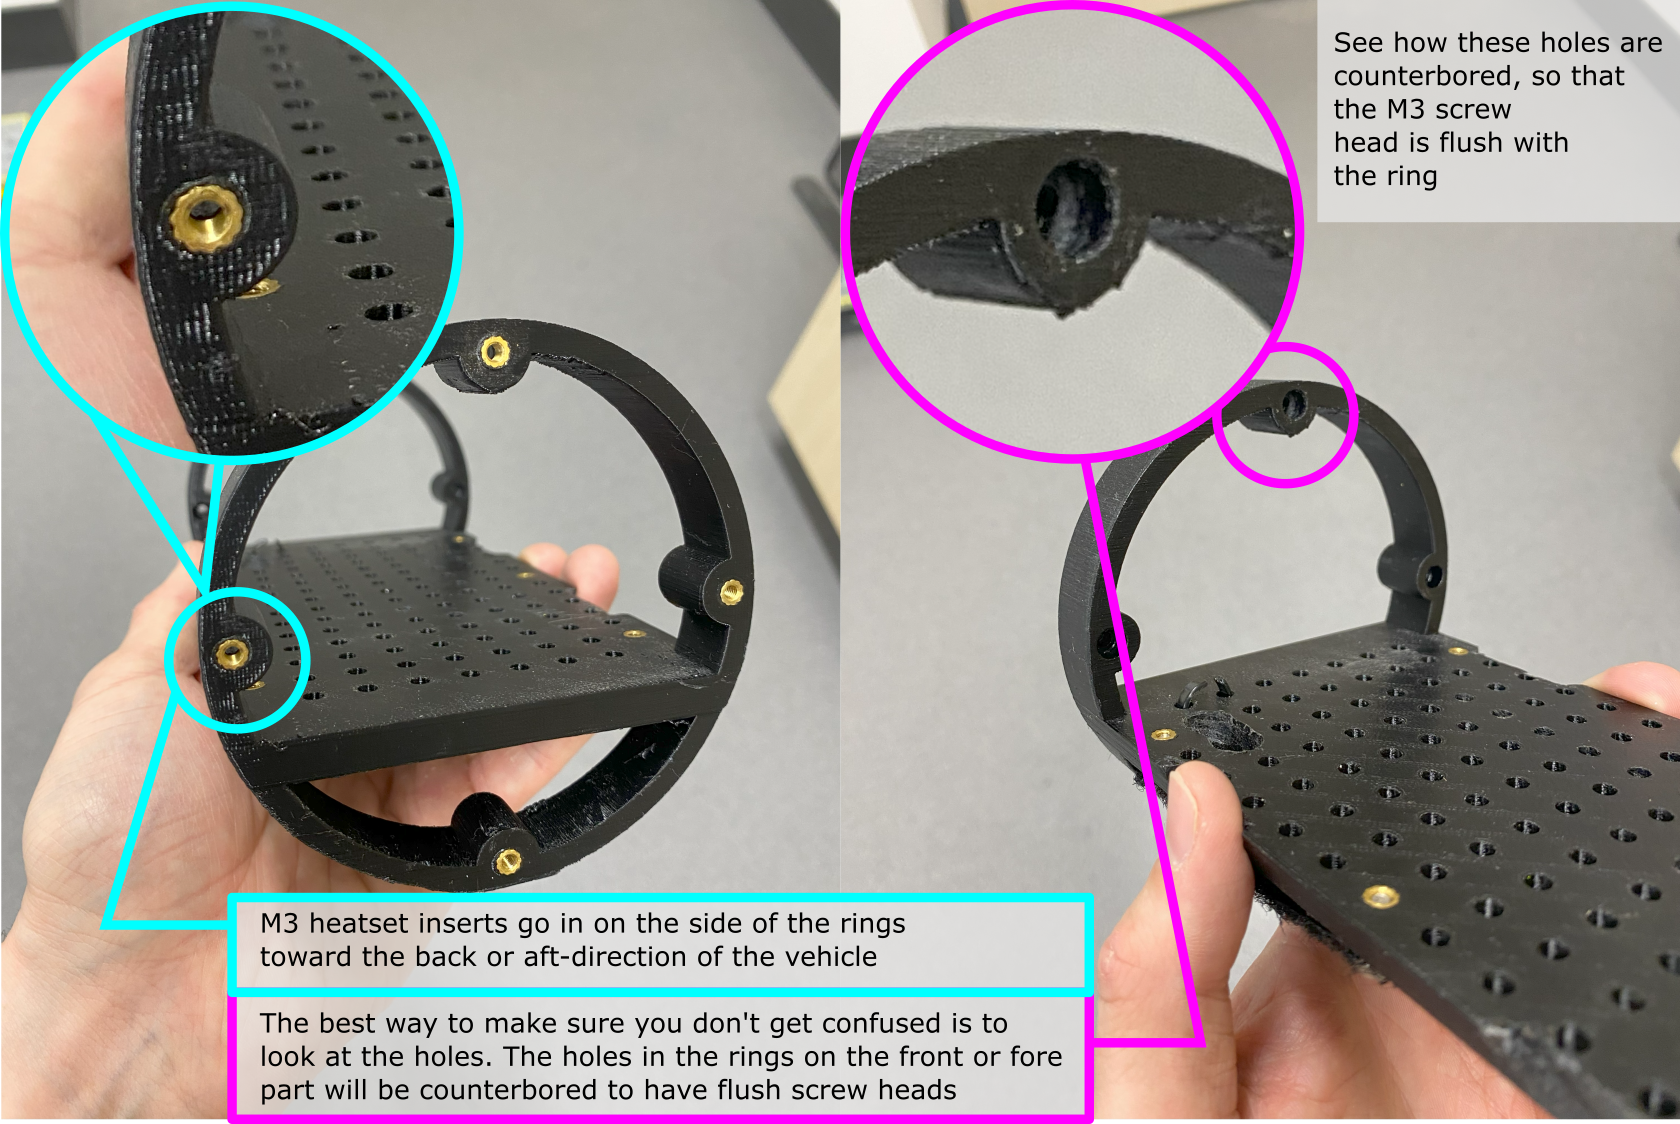 See how these holes are
counterbored, so that
the M3 screw
head is flush with
the ring
M3 heatset inserts go in on the side of the rings
toward the back or aft-direction of the vehicle
The best way to make sure you don't get confused is to
look at the holes. The holes in the rings on the front or fore
part will be counterbored to have flush screw heads